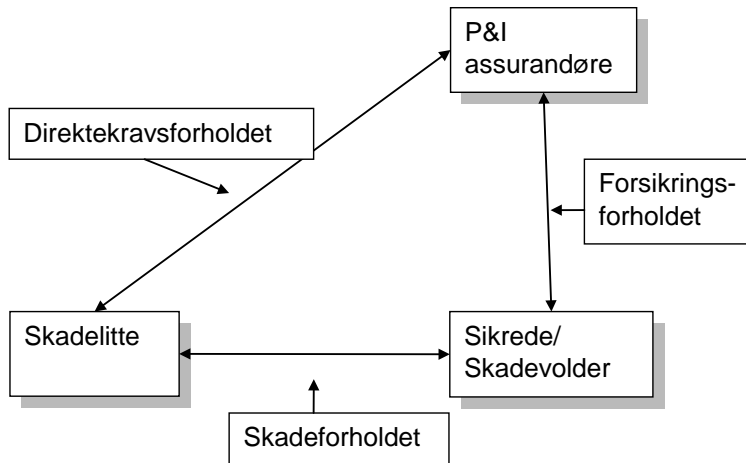 P&I
assurandøre
Direktekravsforholdet
Forsikrings-
forholdet
Skadelitte
Sikrede/
Skadevolder
Skadeforholdet